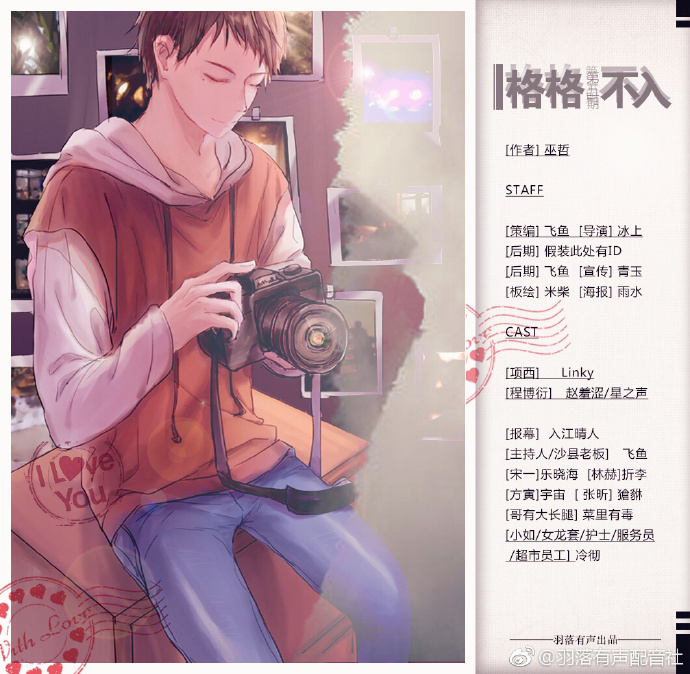 格格不入
第五期
[作者] 巫哲
STAFF
[策编] 飞鱼 [导演] 冰上
[后期] 假装此处有ID
[后期] 飞鱼 [宣传] 青玉
[板绘] 米柴 [海报] 雨水
CAST
[项西] Linky
[程博衍] 赵羞涩/星之声
[报幕] 入江晴人
[主持人/沙县老板] 飞鱼
[宋一]乐晓海 [林赫]折李
[方寅]宇宙 [ 张昕] 獊貅
[哥有大长腿] 菜里有毒
[小如/女龙套/护士/服务员
/超市员工] 冷彻
羽落有声出品
@羽落有声配音社
I Love
You
With Love